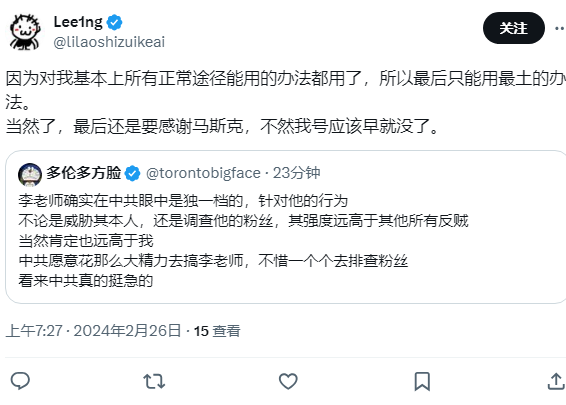 Lee1ng
@lilaoshizuikeai
关注
因为对我基本上所有正常途径能用的办法都用了，所以最后只能用最土的办
法。
当然了，最后还是要感谢马斯克，不然我号应该早就没了。
多伦多方脸 @torontobigface · 23分钟
李老师确实在中共眼中是独一档的，针对他的行为
不论是威胁其本人，还是调查他的粉丝，其强度远高于其他所有反贼
当然肯定也远高于我
中共愿意花那么大精力去搞李老师，不惜一个个去排查粉丝
看来中共真的挺急的
上午7:27 · 2024年2月26日 · 15 查看